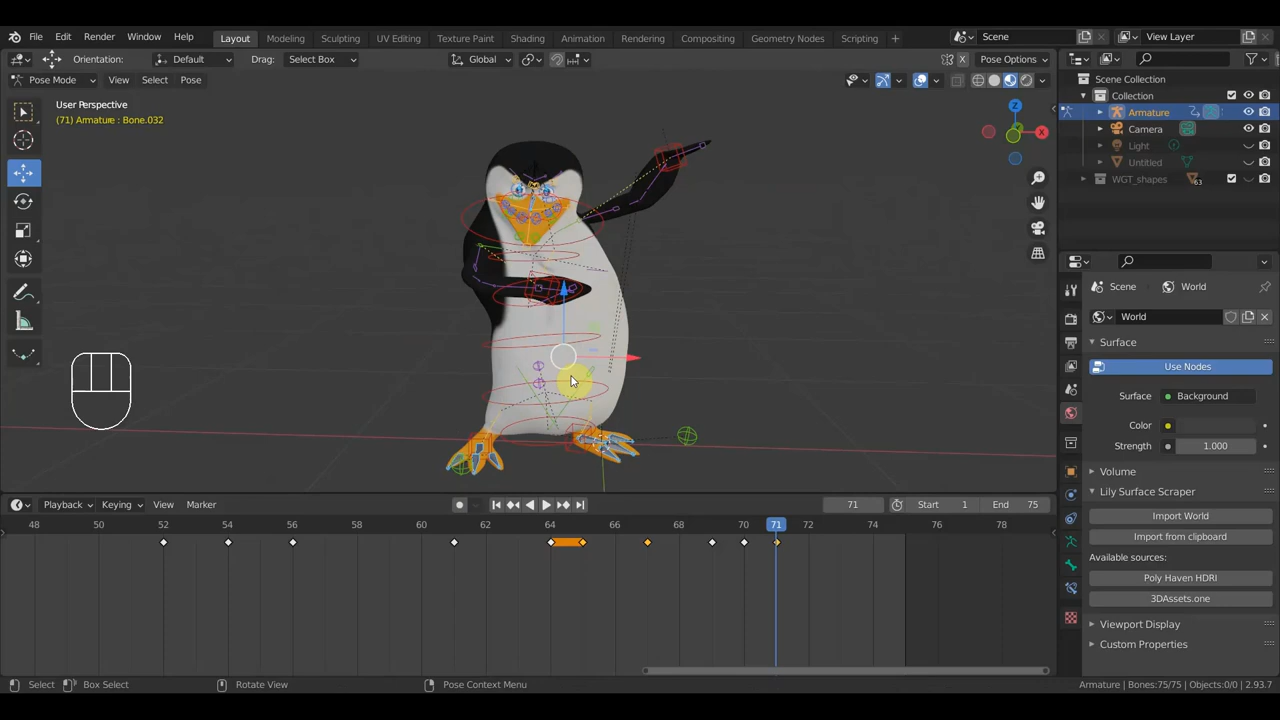 File Edit Render Window Help Layout Modeling Sculpting UV Editing Texture Paint Shading Animation Rendering Compositing Geometry Nodes Scripting + Scene View Layer
Orientation: Default Drag: Select Box Global X Pose Options
Pose Mode View Select Pose
User Perspective
(71) Armature : Bone.032
Z
X
Scene Collection
Collection
Armature
Camera
Light
Untitled
WGT_shapes 63
Scene World
World
Surface
Use Nodes
Surface: Background
Color
Strength 1.000
Volume
Lily Surface Scraper
Import World
Import from clipboard
Available sources:
Poly Haven HDRI
3DAssets.one
Viewport Display
Custom Properties
Playback Keying View Marker 71 Start 1 End 75
48 50 52 54 56 58 60 62 64 66 68 70 71 72 74 76 78
Select Box Select Rotate View Pose Context Menu Armature | Bones:75/75 | Objects:0/0 | 2.93.7